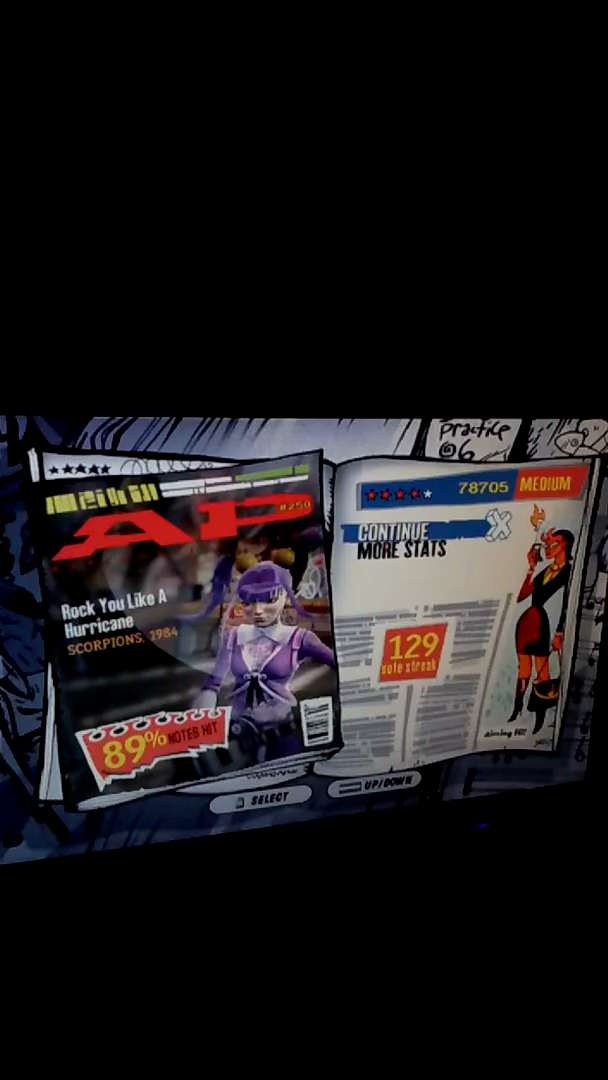 practice
06
AP
#250
Rock You Like A
Hurricane
SCORPIONS, 1984
89% NOTES HIT
78705 MEDIUM
CONTINUE
MORE STATS
129
note streak
SELECT
UP/DOWN